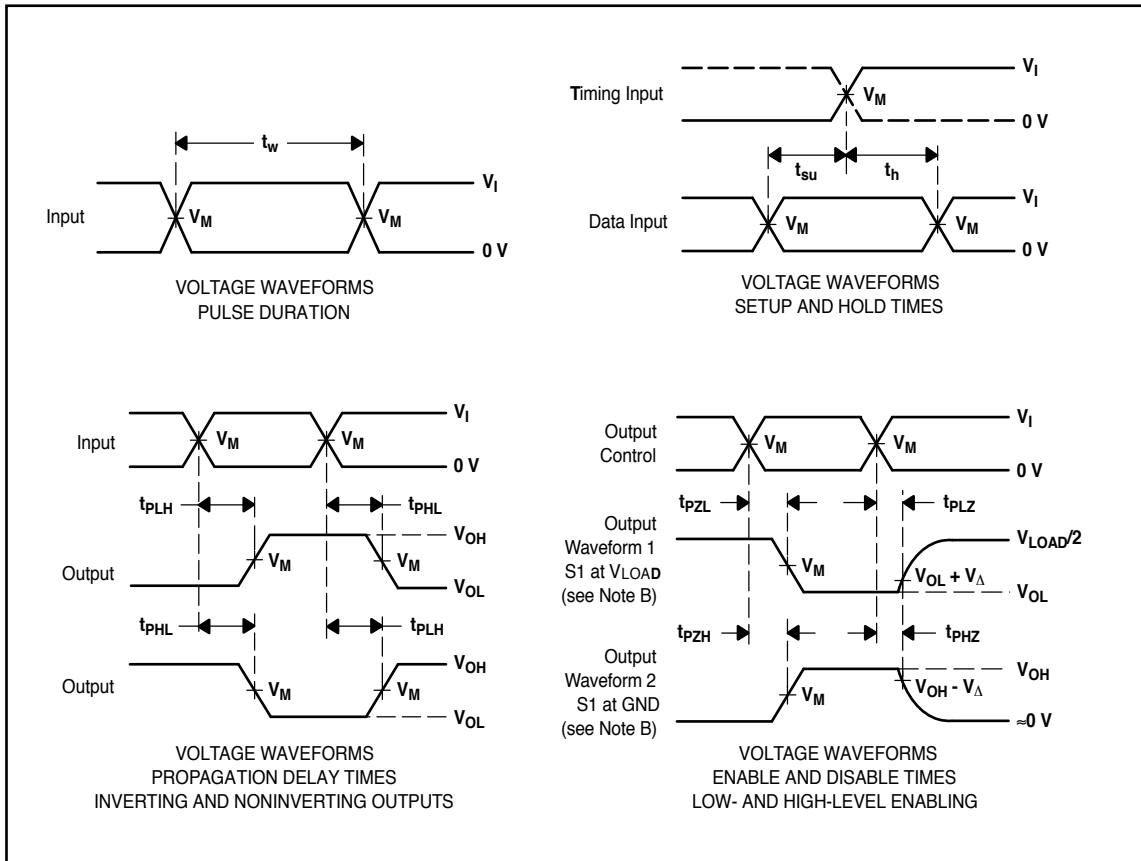 t_w
V_I
Input
V_M
V_M
0 V
VOLTAGE WAVEFORMS
PULSE DURATION
Timing Input
V_I
V_M
0 V
t_su
t_h
Data Input
V_I
V_M
V_M
0 V
VOLTAGE WAVEFORMS
SETUP AND HOLD TIMES
Input
V_I
V_M
V_M
0 V
t_PLH
t_PHL
Output
V_OH
V_M
V_M
V_OL
t_PHL
t_PLH
Output
V_OH
V_M
V_M
V_OL
VOLTAGE WAVEFORMS
PROPAGATION DELAY TIMES
INVERTING AND NONINVERTING OUTPUTS
Output
Control
V_I
V_M
V_M
0 V
t_PZL
t_PLZ
Output
Waveform 1
S1 at V_LOAD
(see Note B)
V_LOAD/2
V_M
V_OL + V_Δ
V_OL
t_PZH
t_PHZ
Output
Waveform 2
S1 at GND
(see Note B)
V_OH
V_M
V_OH - V_Δ
≈0 V
VOLTAGE WAVEFORMS
ENABLE AND DISABLE TIMES
LOW- AND HIGH-LEVEL ENABLING